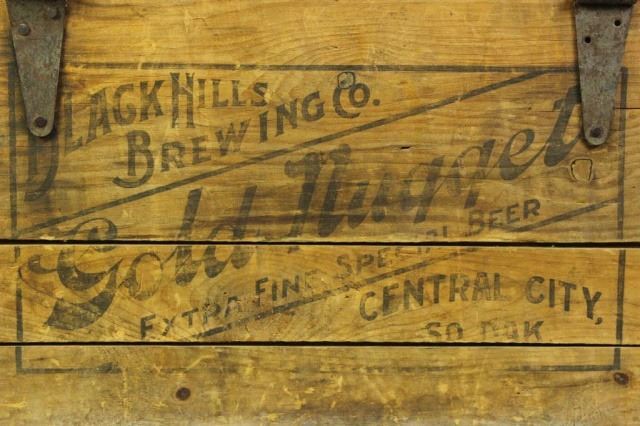 Black Hills
Brewing Co.
Gold Nugget
Extra Fine, Special Beer
Central City,
So Dak